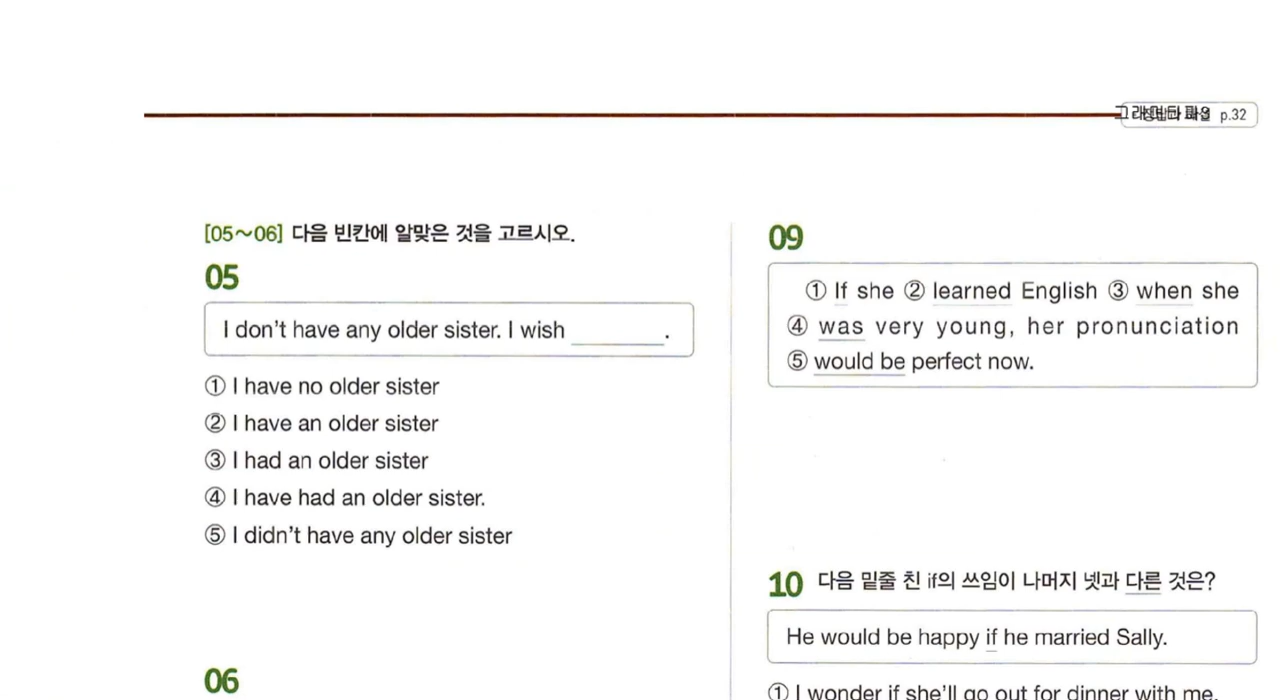 p.32
[05~06] 다음 빈칸에 알맞은 것을 고르시오.
05
I don't have any older sister. I wish ________.
① I have no older sister
② I have an older sister
③ I had an older sister
④ I have had an older sister.
⑤ I didn't have any older sister
06
09
① If she ② learned English ③ when she
④ was very young, her pronunciation
⑤ would be perfect now.
10 다음 밑줄 친 if의 쓰임이 나머지 넷과 다른 것은?
He would be happy if he married Sally.
① I wonder if she'll go out for dinner with me.